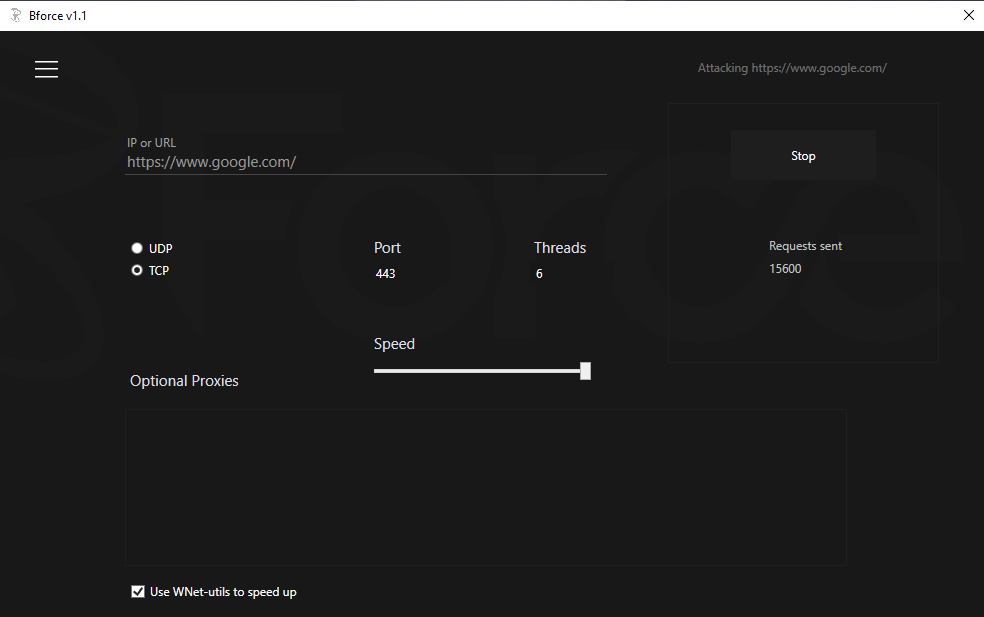 Bforce v1.1
Attacking https://www.google.com/
IP or URL
https://www.google.com/
Stop
UDP
TCP
Port
443
Threads
6
Requests sent
15600
Speed
Optional Proxies
Use WNet-utils to speed up
Force